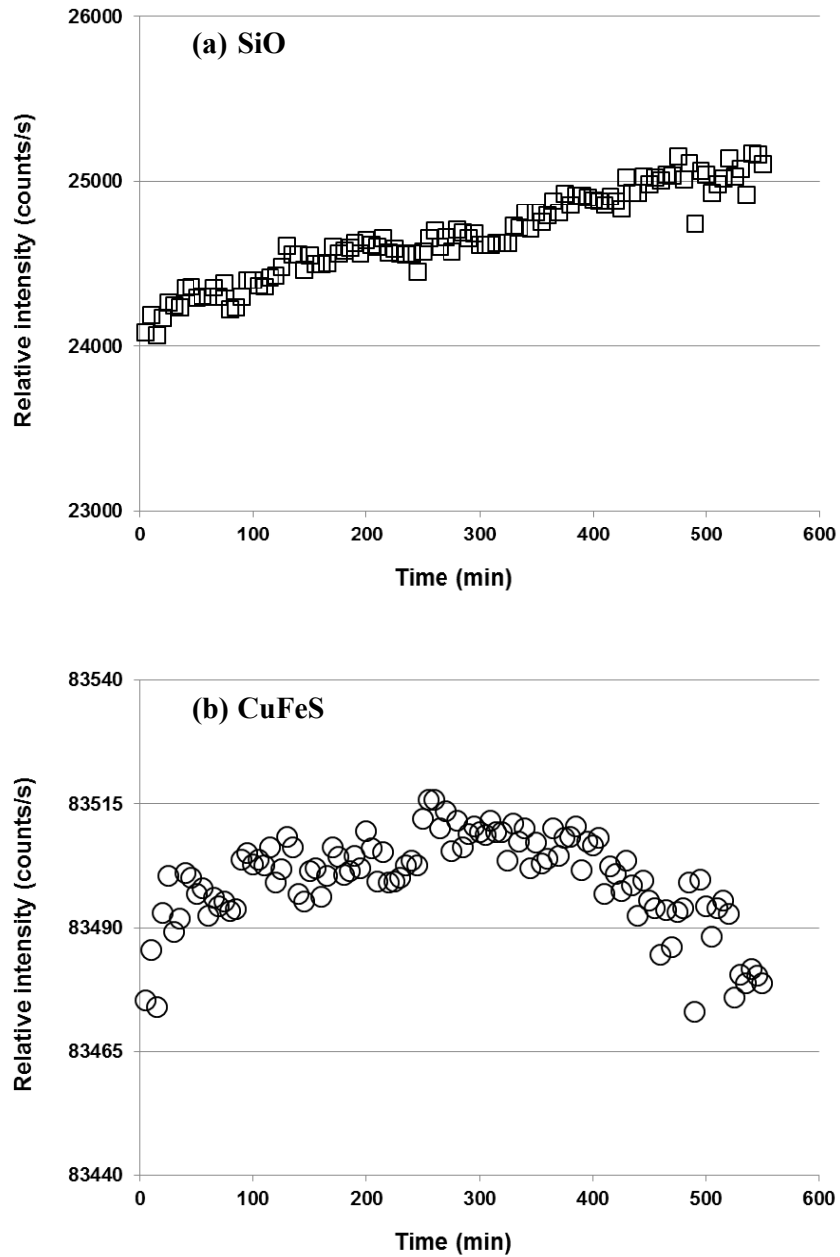 26000
(a) SiO
25000
24000
23000
Relative intensity (counts/s)
0 100 200 300 400 500 600
Time (min)
83540
(b) CuFeS
83515
83490
83465
83440
Relative intensity (counts/s)
0 100 200 300 400 500 600
Time (min)